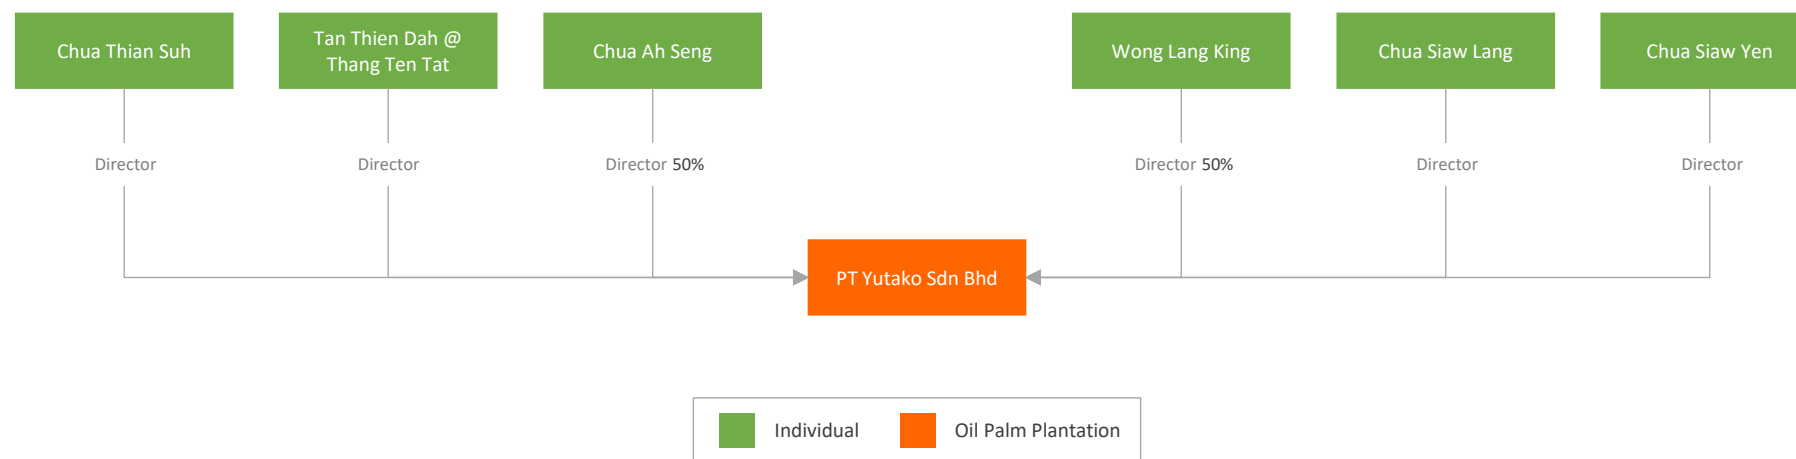 Chua Thian Suh
Tan Thien Dah @
Thang Ten Tat
Chua Ah Seng
Wong Lang King
Chua Siaw Lang
Chua Siaw Yen
Director
Director
Director 50%
Director 50%
Director
Director
PT Yutako Sdn Bhd
Individual
Oil Palm Plantation